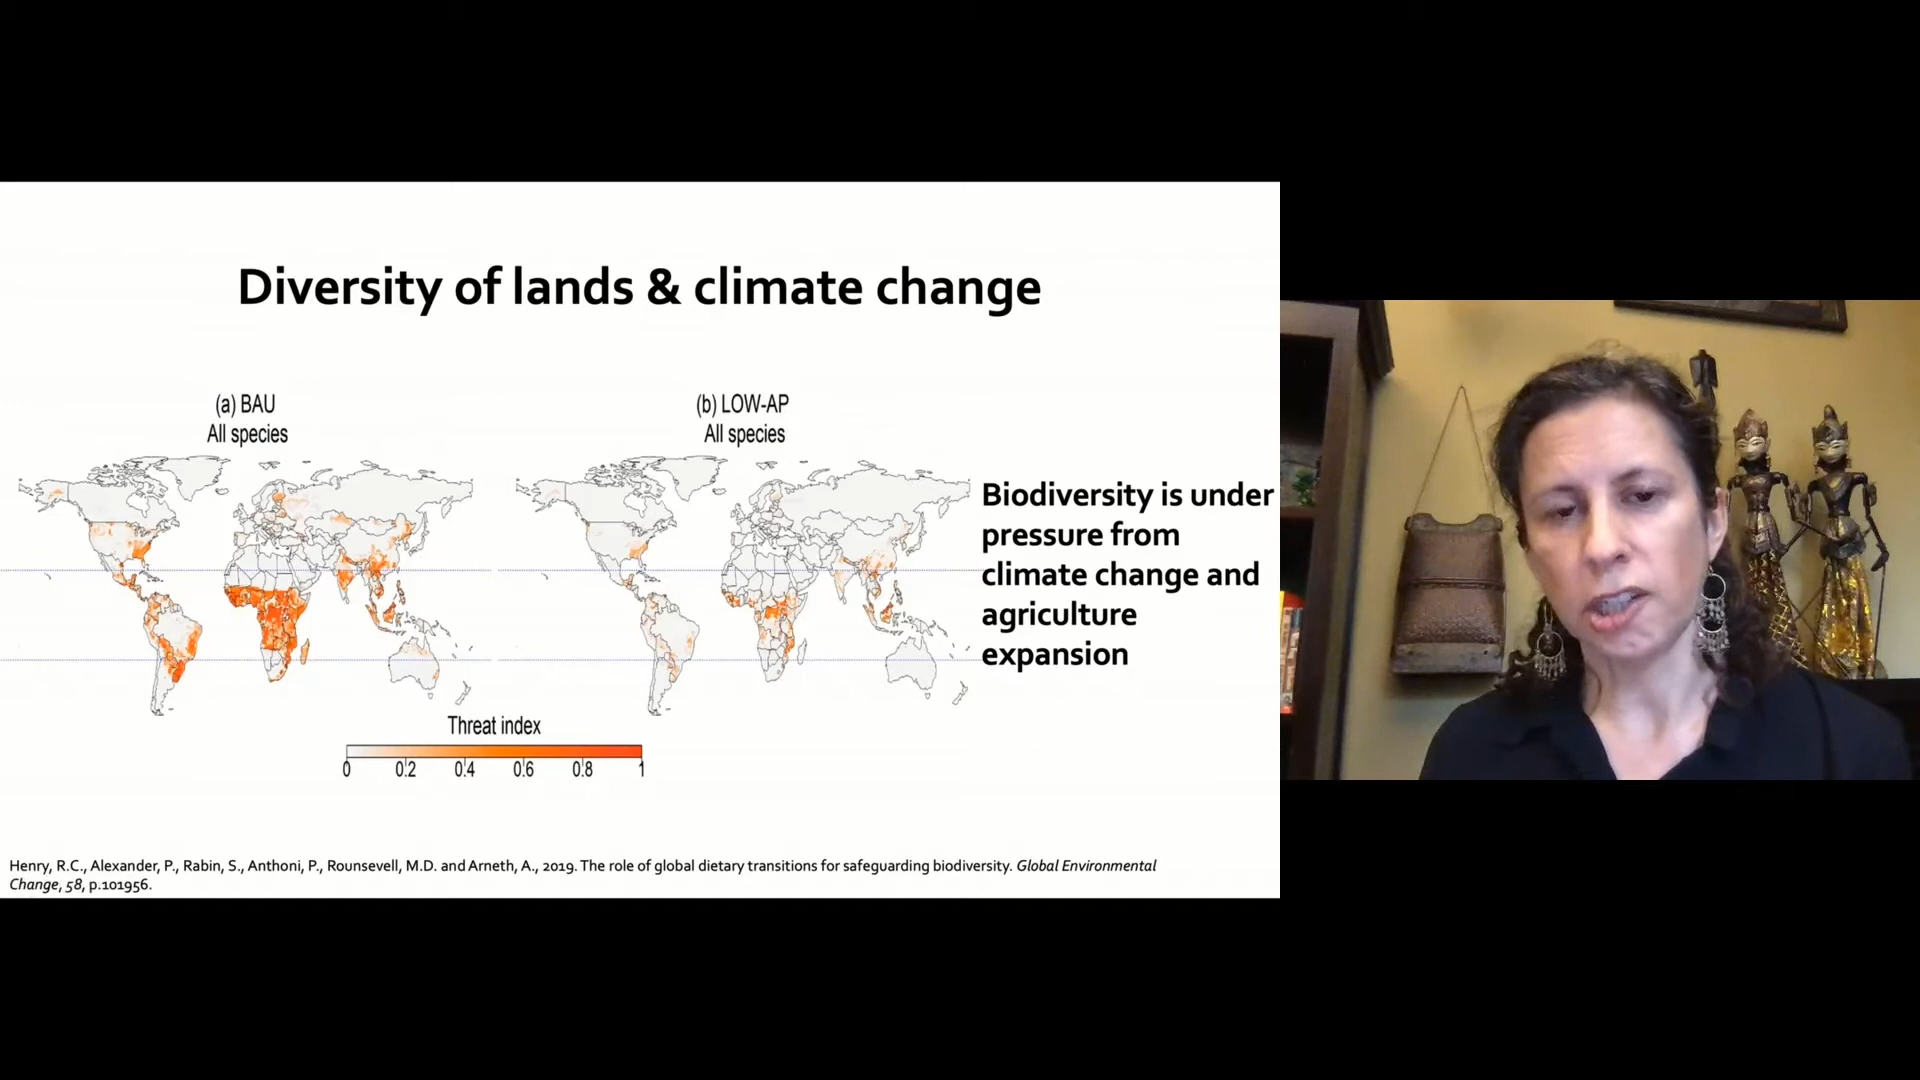 Diversity of lands & climate change
(a) BAU
All species
(b) LOW-AP
All species
Biodiversity is under
pressure from
climate change and
agriculture
expansion
Threat index
0 0.2 0.4 0.6 0.8 1
Henry, R.C., Alexander, P., Rabin, S., Anthoni, P., Rounsevell, M.D. and Arneth, A., 2019. The role of global dietary transitions for safeguarding biodiversity. Global Environmental
Change, 58, p.101956.